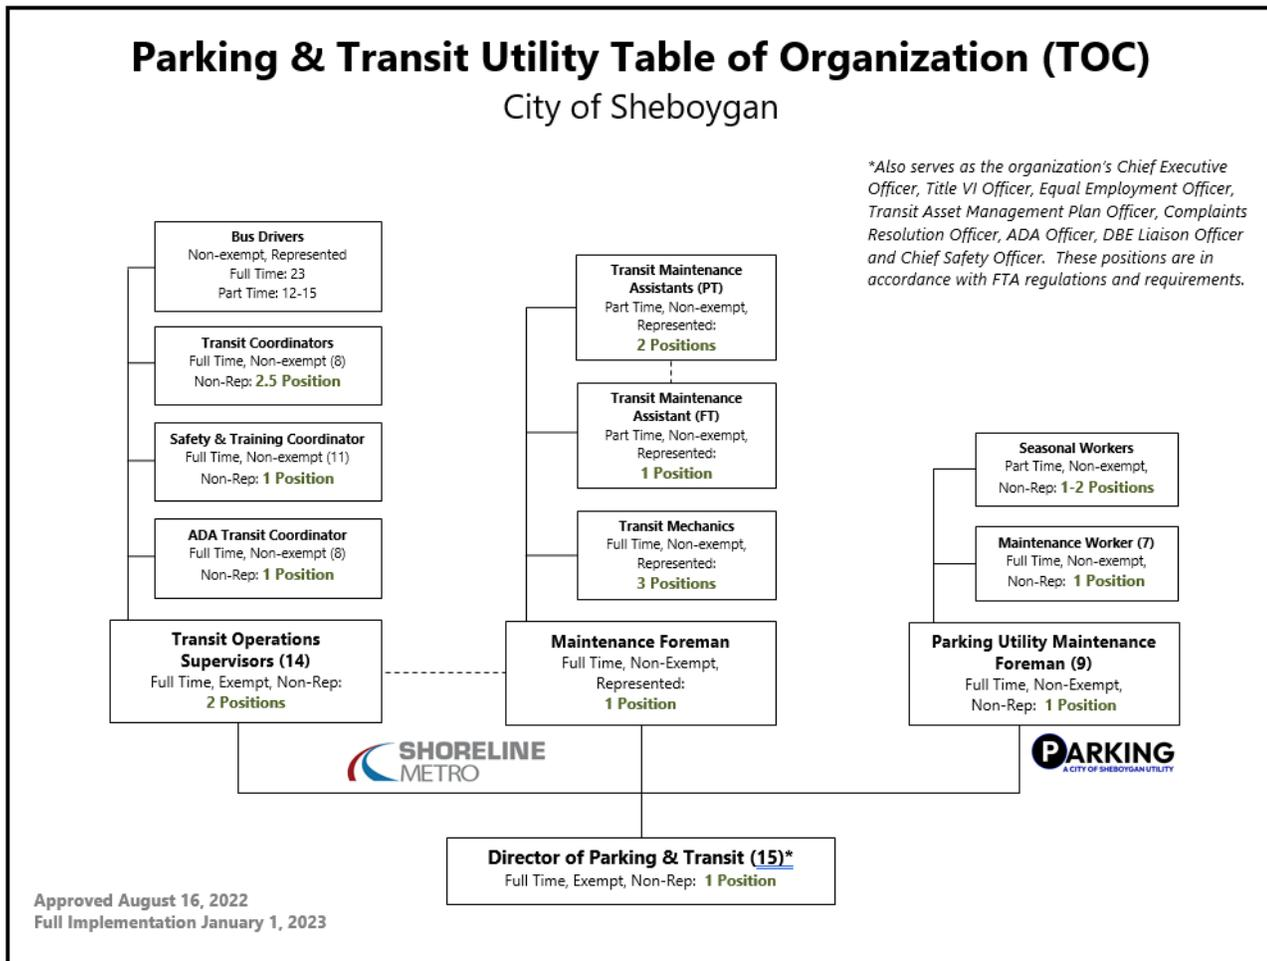 Parking & Transit Utility Table of Organization (TOC)
City of Sheboygan
*Also serves as the organization's Chief Executive
Officer, Title VI Officer, Equal Employment Officer,
Transit Asset Management Plan Officer, Complaints
Resolution Officer, ADA Officer, DBE Liaison Officer
and Chief Safety Officer.  These positions are in
accordance with FTA regulations and requirements.
Bus Drivers
Non-exempt, Represented
Full Time: 23
Part Time: 12-15
Transit Coordinators
Full Time, Non-exempt (8)
Non-Rep: 2.5 Position
Safety & Training Coordinator
Full Time, Non-exempt (11)
Non-Rep: 1 Position
ADA Transit Coordinator
Full Time, Non-exempt (8)
Non-Rep: 1 Position
Transit Operations
Supervisors (14)
Full Time, Exempt, Non-Rep:
2 Positions
Transit Maintenance
Assistants (PT)
Part Time, Non-exempt,
Represented:
2 Positions
Transit Maintenance
Assistant (FT)
Part Time, Non-exempt,
Represented:
1 Position
Transit Mechanics
Full Time, Non-exempt,
Represented:
3 Positions
Maintenance Foreman
Full Time, Non-Exempt,
Represented:
1 Position
Seasonal Workers
Part Time, Non-exempt,
Non-Rep: 1-2 Positions
Maintenance Worker (7)
Full Time, Non-exempt,
Non-Rep: 1 Position
Parking Utility Maintenance
Foreman (9)
Full Time, Non-Exempt,
Non-Rep: 1 Position
SHORELINE
METRO
PARKING
A CITY OF SHEBOYGAN UTILITY
Director of Parking & Transit (15)*
Full Time, Exempt, Non-Rep: 1 Position
Approved August 16, 2022
Full Implementation January 1, 2023